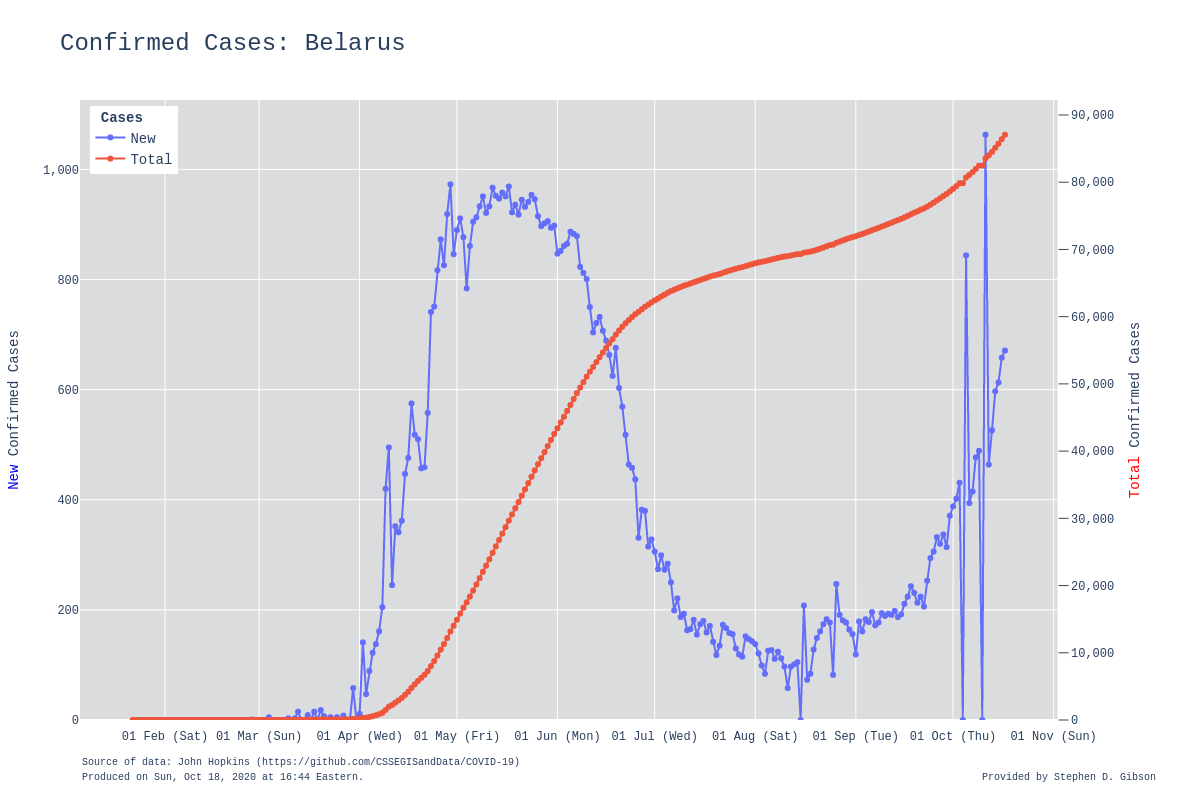 Confirmed Cases: Belarus
Cases
New
Total
1,000
800
600
400
200
0
New Confirmed Cases
90,000
80,000
70,000
60,000
50,000
40,000
30,000
20,000
10,000
0
Total Confirmed Cases
01 Feb (Sat) 01 Mar (Sun) 01 Apr (Wed) 01 May (Fri) 01 Jun (Mon) 01 Jul (Wed) 01 Aug (Sat) 01 Sep (Tue) 01 Oct (Thu) 01 Nov (Sun)
Source of data: John Hopkins (https://github.com/CSSEGISandData/COVID-19)
Produced on Sun, Oct 18, 2020 at 16:44 Eastern.
Provided by Stephen D. Gibson